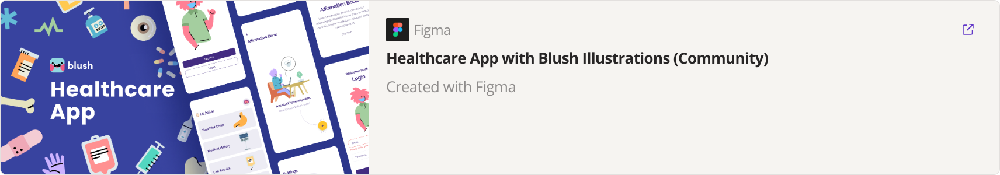 blush
Healthcare
App
Sign Up
Login
Hi Julia!
Your Diet Chart
Medical History
Lab Results
Affirmation Book
You don't have any note.
Settings
Affirmation Book
Welcome Back
Login
Figma
Healthcare App with Blush Illustrations (Community)
Created with Figma